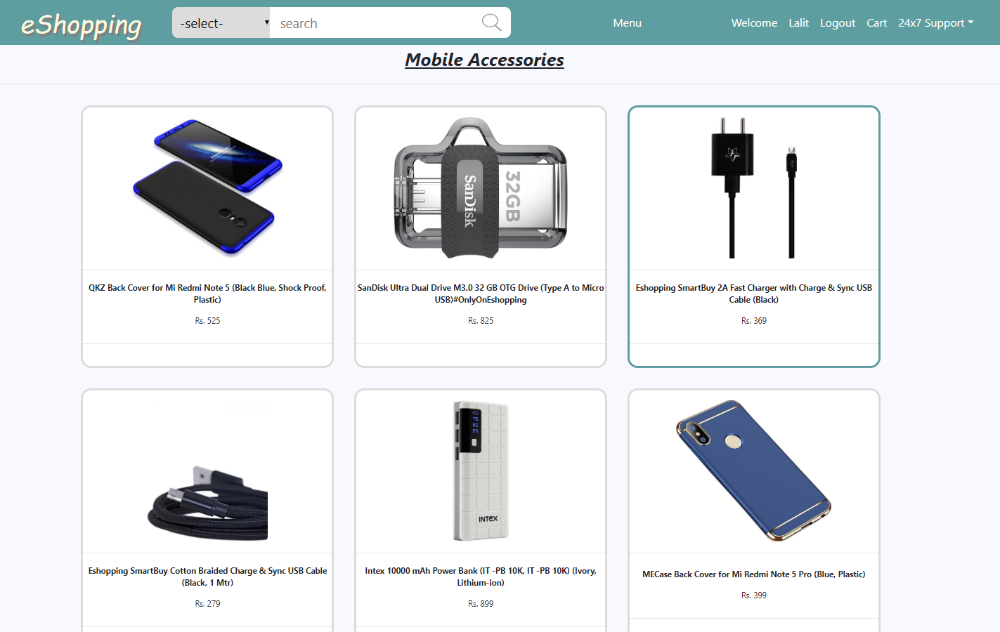 eShopping
-select-
search
Menu
Welcome Lalit Logout Cart 24x7 Support
Mobile Accessories
SanDisk
32GB
QKZ Back Cover for Mi Redmi Note 5 (Black Blue, Shock Proof,
Plastic)
Rs. 525
SanDisk Ultra Dual Drive M3.0 32 GB OTG Drive (Type A to Micro
USB)#OnlyOnEshopping
Rs. 825
Eshopping SmartBuy 2A Fast Charger with Charge & Sync USB
Cable (Black)
Rs. 369
100
75
50
25
INTEX
Eshopping SmartBuy Cotton Braided Charge & Sync USB Cable
(Black, 1 Mtr)
Rs. 279
Intex 10000 mAh Power Bank (IT -PB 10K, IT -PB 10K) (Ivory,
Lithium-ion)
Rs. 899
MECase Back Cover for Mi Redmi Note 5 Pro (Blue, Plastic)
Rs. 399